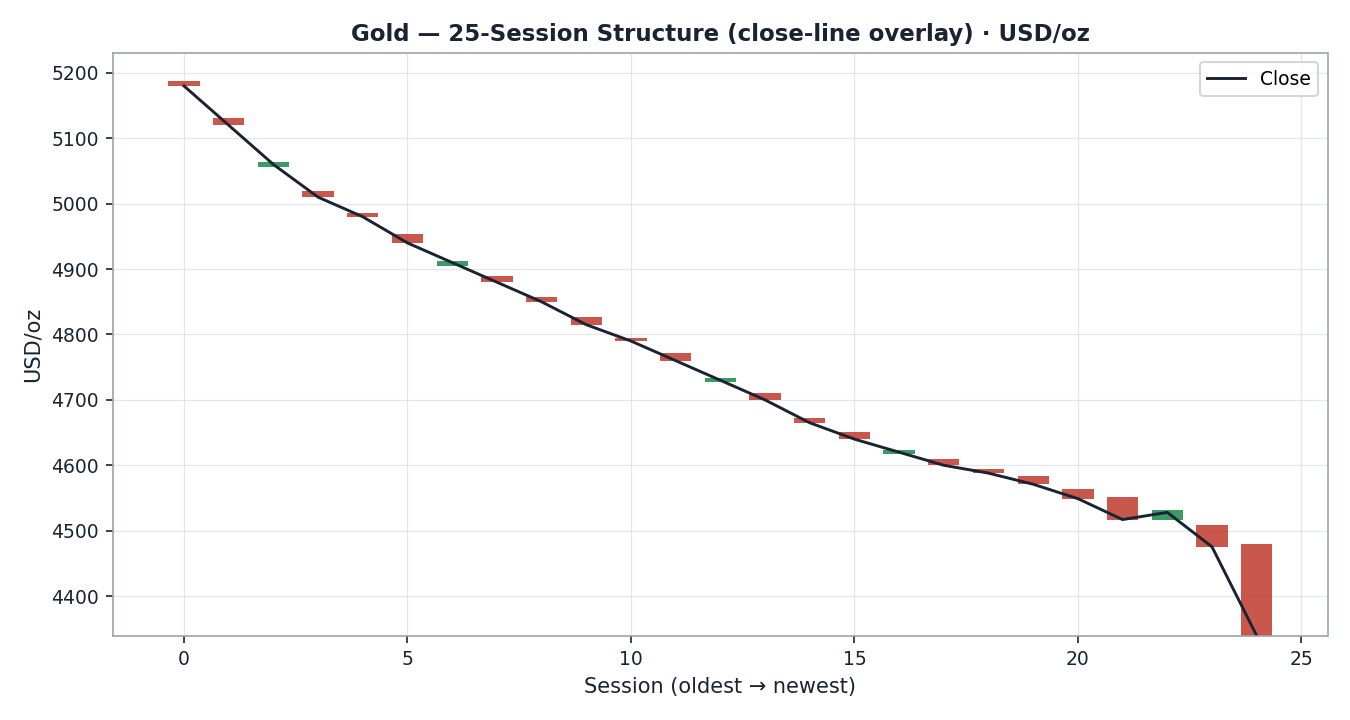 Gold — 25-Session Structure (close-line overlay) · USD/oz
Close
USD/oz
5200
5100
5000
4900
4800
4700
4600
4500
4400
0 5 10 15 20 25
Session (oldest → newest)